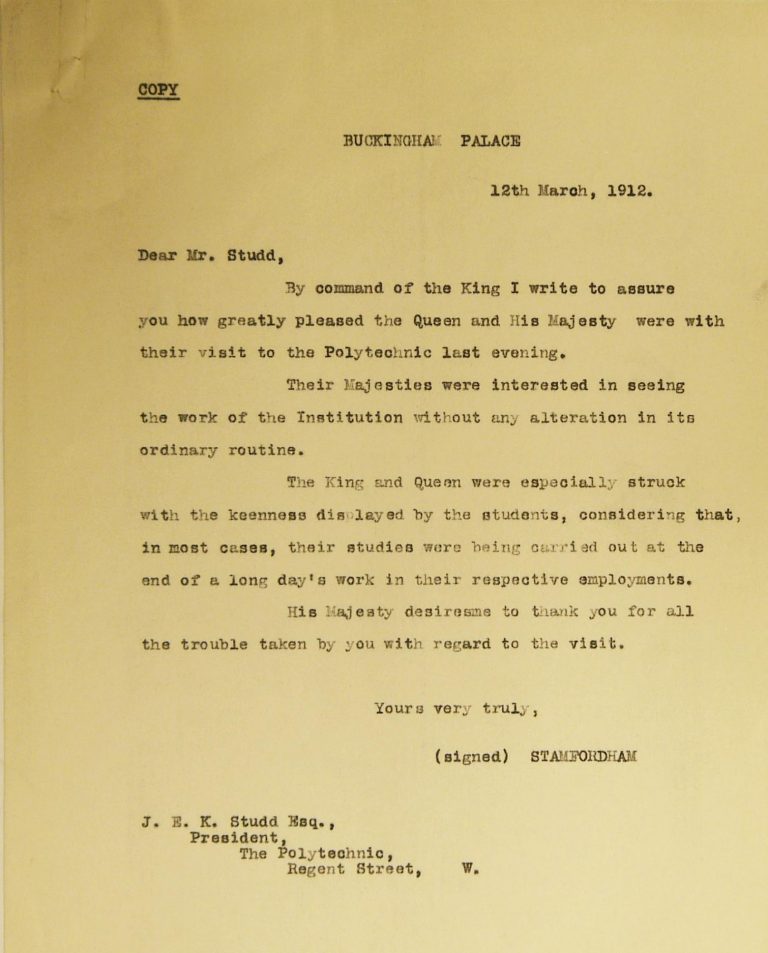 COPY
BUCKINGHAM PALACE
12th March, 1912.
Dear Mr. Studd,
By command of the King I write to assure
you how greatly pleased the Queen and His Majesty were with
their visit to the Polytechnic last evening.
Their Majesties were interested in seeing
the work of the Institution without any alteration in its
ordinary routine.
The King and Queen were especially struck
with the keenness displayed by the students, considering that,
in most cases, their studies were being carried out at the
end of a long day's work in their respective employments.
His Majesty desiresme to thank you for all
the trouble taken by you with regard to the visit.
Yours very truly,
(signed) STAMFORDHAM
J. E. K. Studd Esq.,
President,
The Polytechnic,
Regent Street, W.